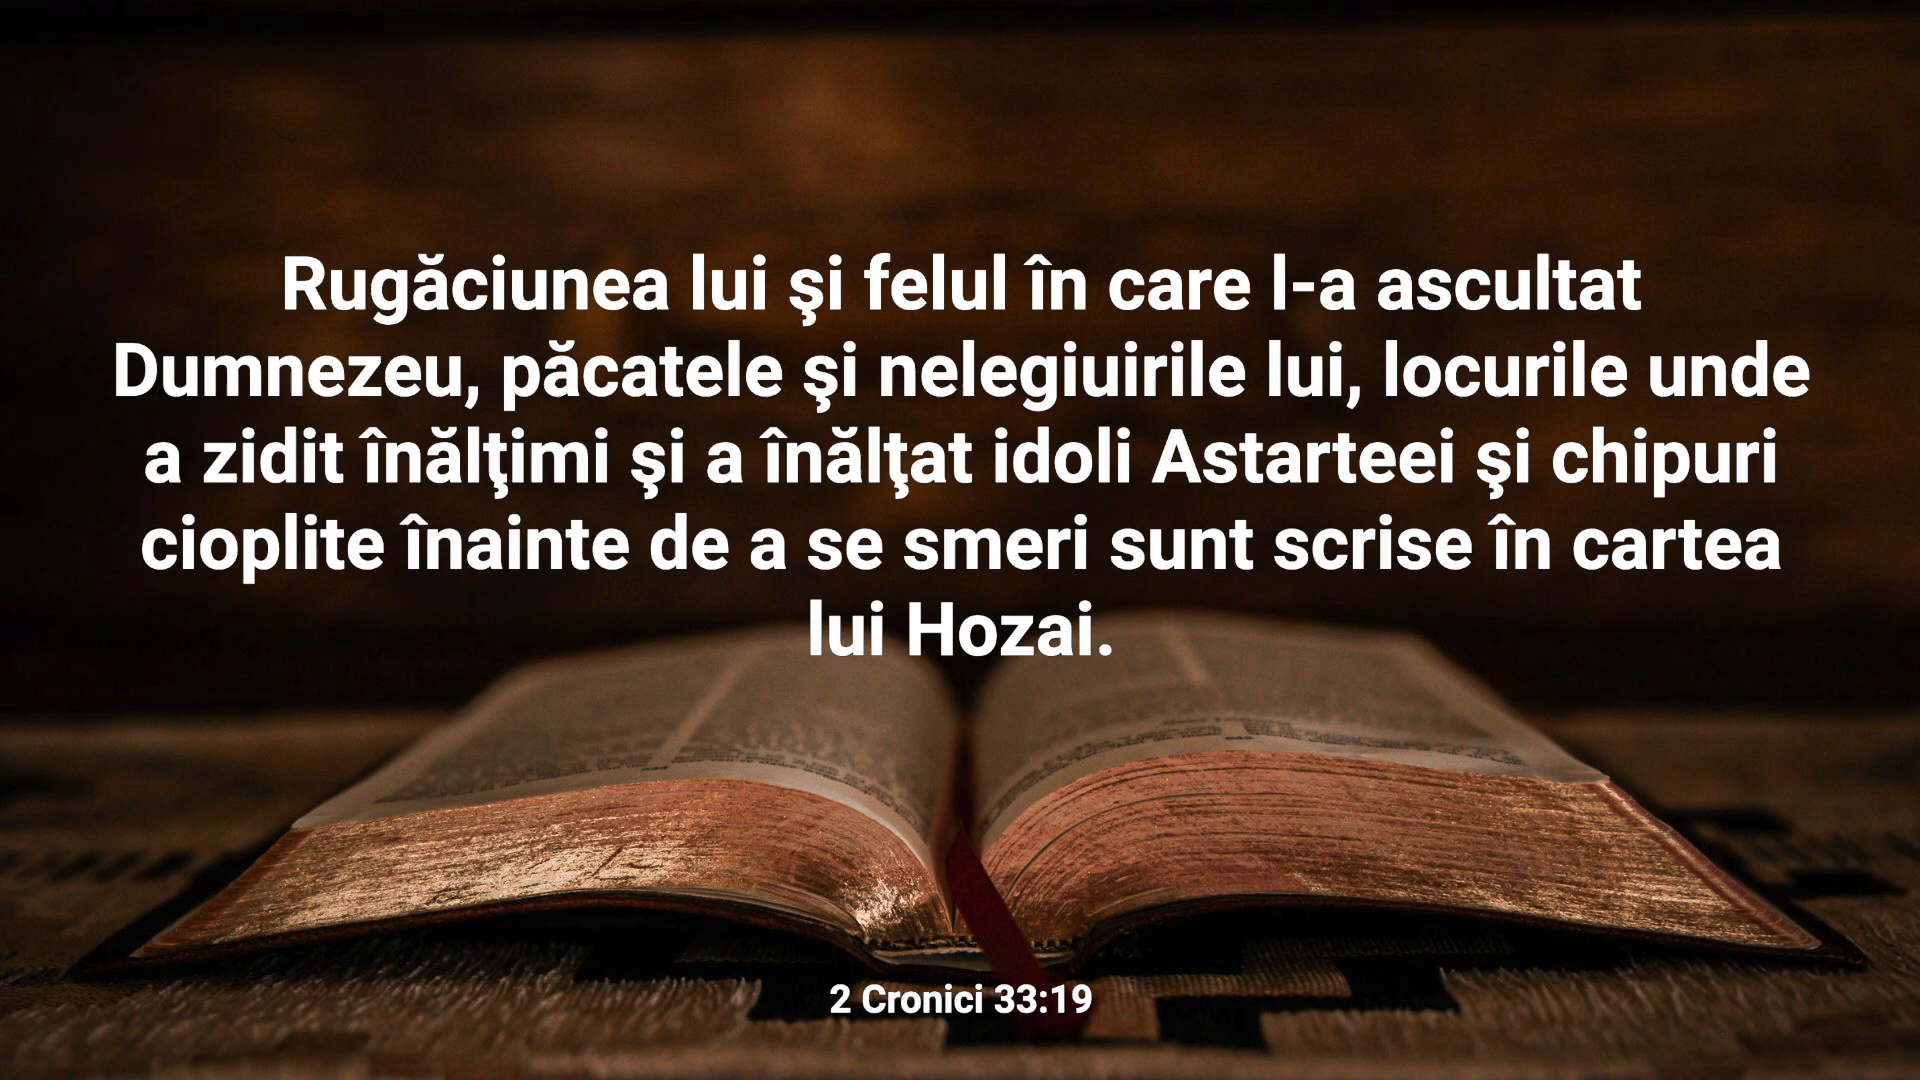 Rugăciunea lui şi felul în care l-a ascultat
Dumnezeu, păcatele şi nelegiuirile lui, locurile unde
a zidit înălţimi şi a înălţat idoli Astarteei şi chipuri
cioplite înainte de a se smeri sunt scrise în cartea
lui Hozai.
2 Cronici 33:19